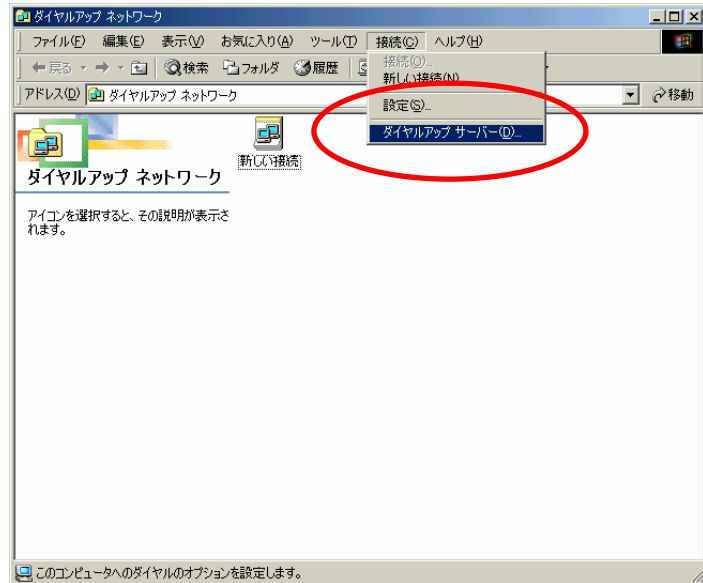 ダイヤルアップ ネットワーク
ファイル(F) 編集(E) 表示(V) お気に入り(A) ツール(T) 接続(C) ヘルプ(H)
戻る 検索 フォルダ 履歴
接続(O)...
新しい接続(N)...
設定(S)...
ダイヤルアップ サーバー(D)...
アドレス(D) ダイヤルアップ ネットワーク 移動
新しい接続
ダイヤルアップ ネットワーク
アイコンを選択すると、その説明が表示さ
れます。
このコンピュータへのダイヤルのオプションを設定します。